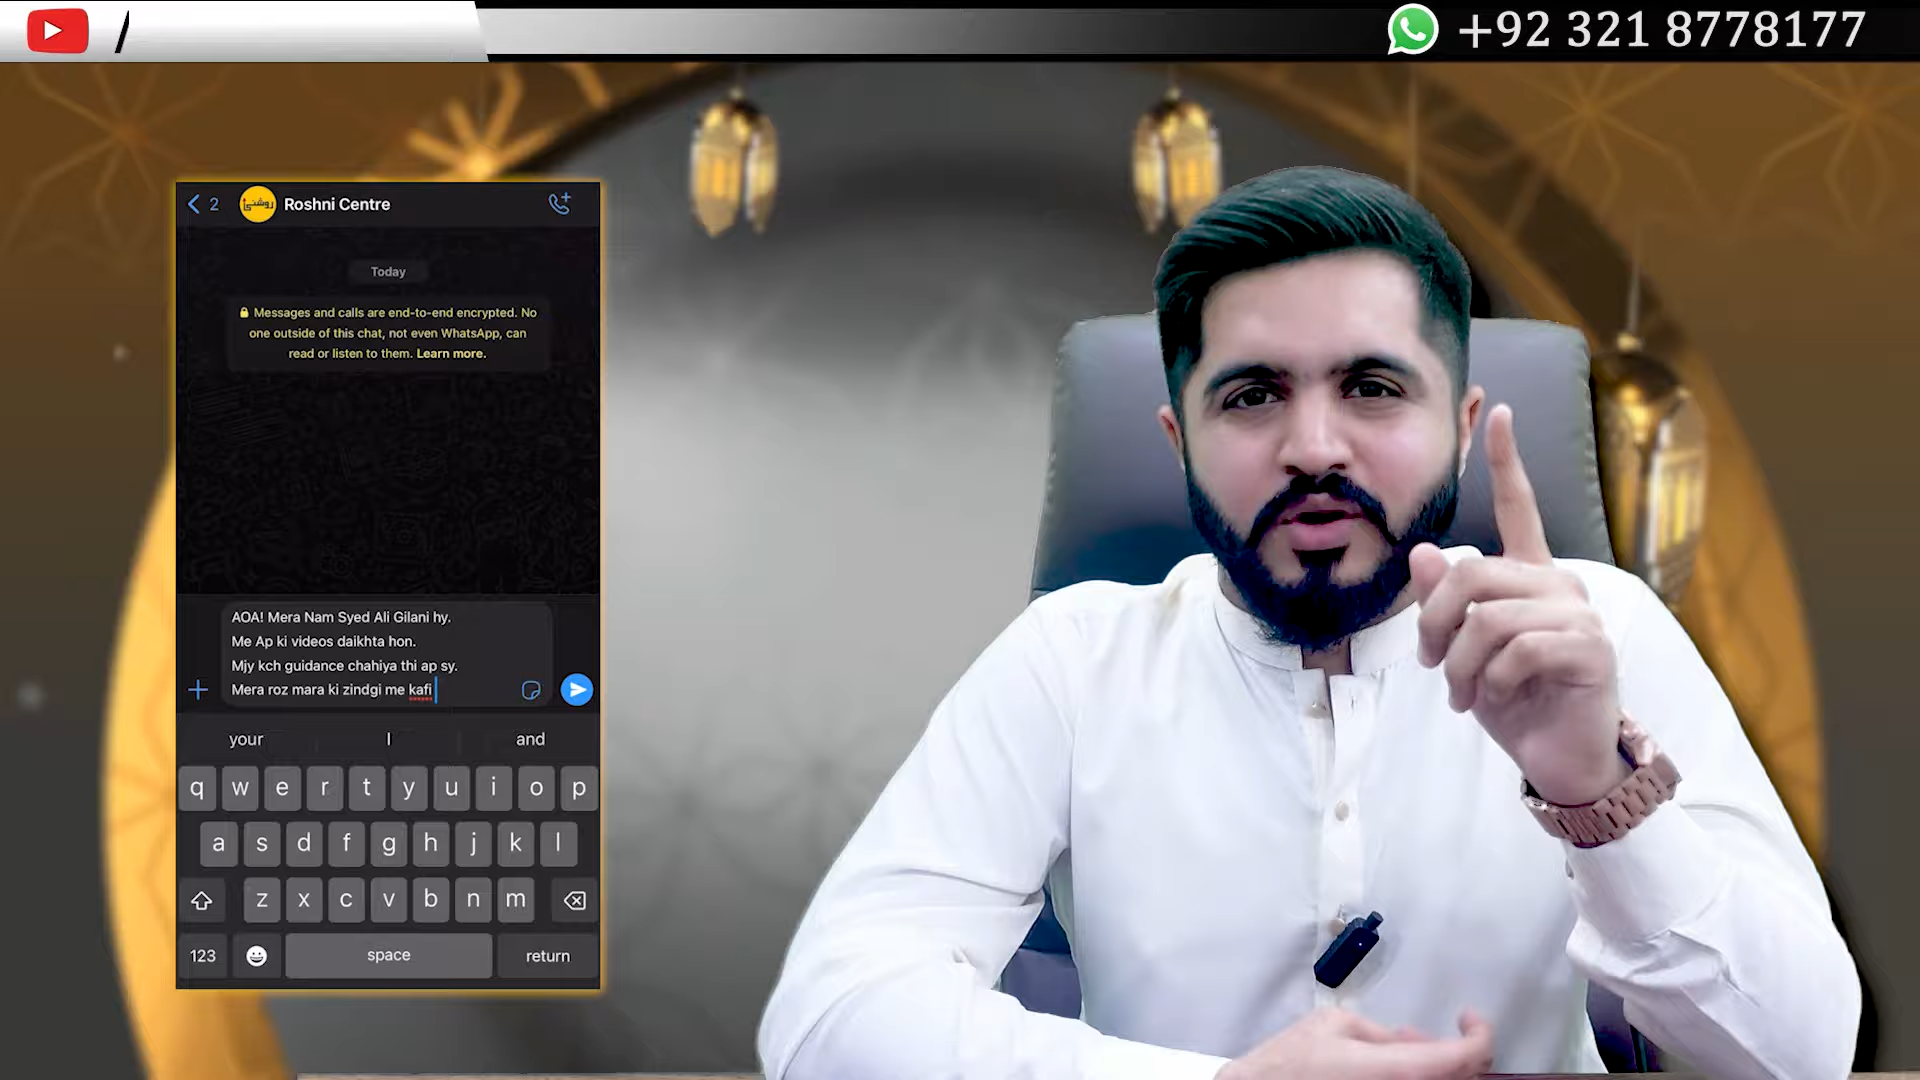 /
+92 321 8778177
2
روشنی
Roshni Centre
Today
Messages and calls are end-to-end encrypted. No
one outside of this chat, not even WhatsApp, can
read or listen to them. Learn more.
AOA! Mera Nam Syed Ali Gilani hy.
Me Ap ki videos daikhta hon.
Mjy kch guidance chahiya thi ap sy.
Mera roz mara ki zindgi me kafi
your I and
q w e r t y u i o p
a s d f g h j k l
z x c v b n m
123 space return